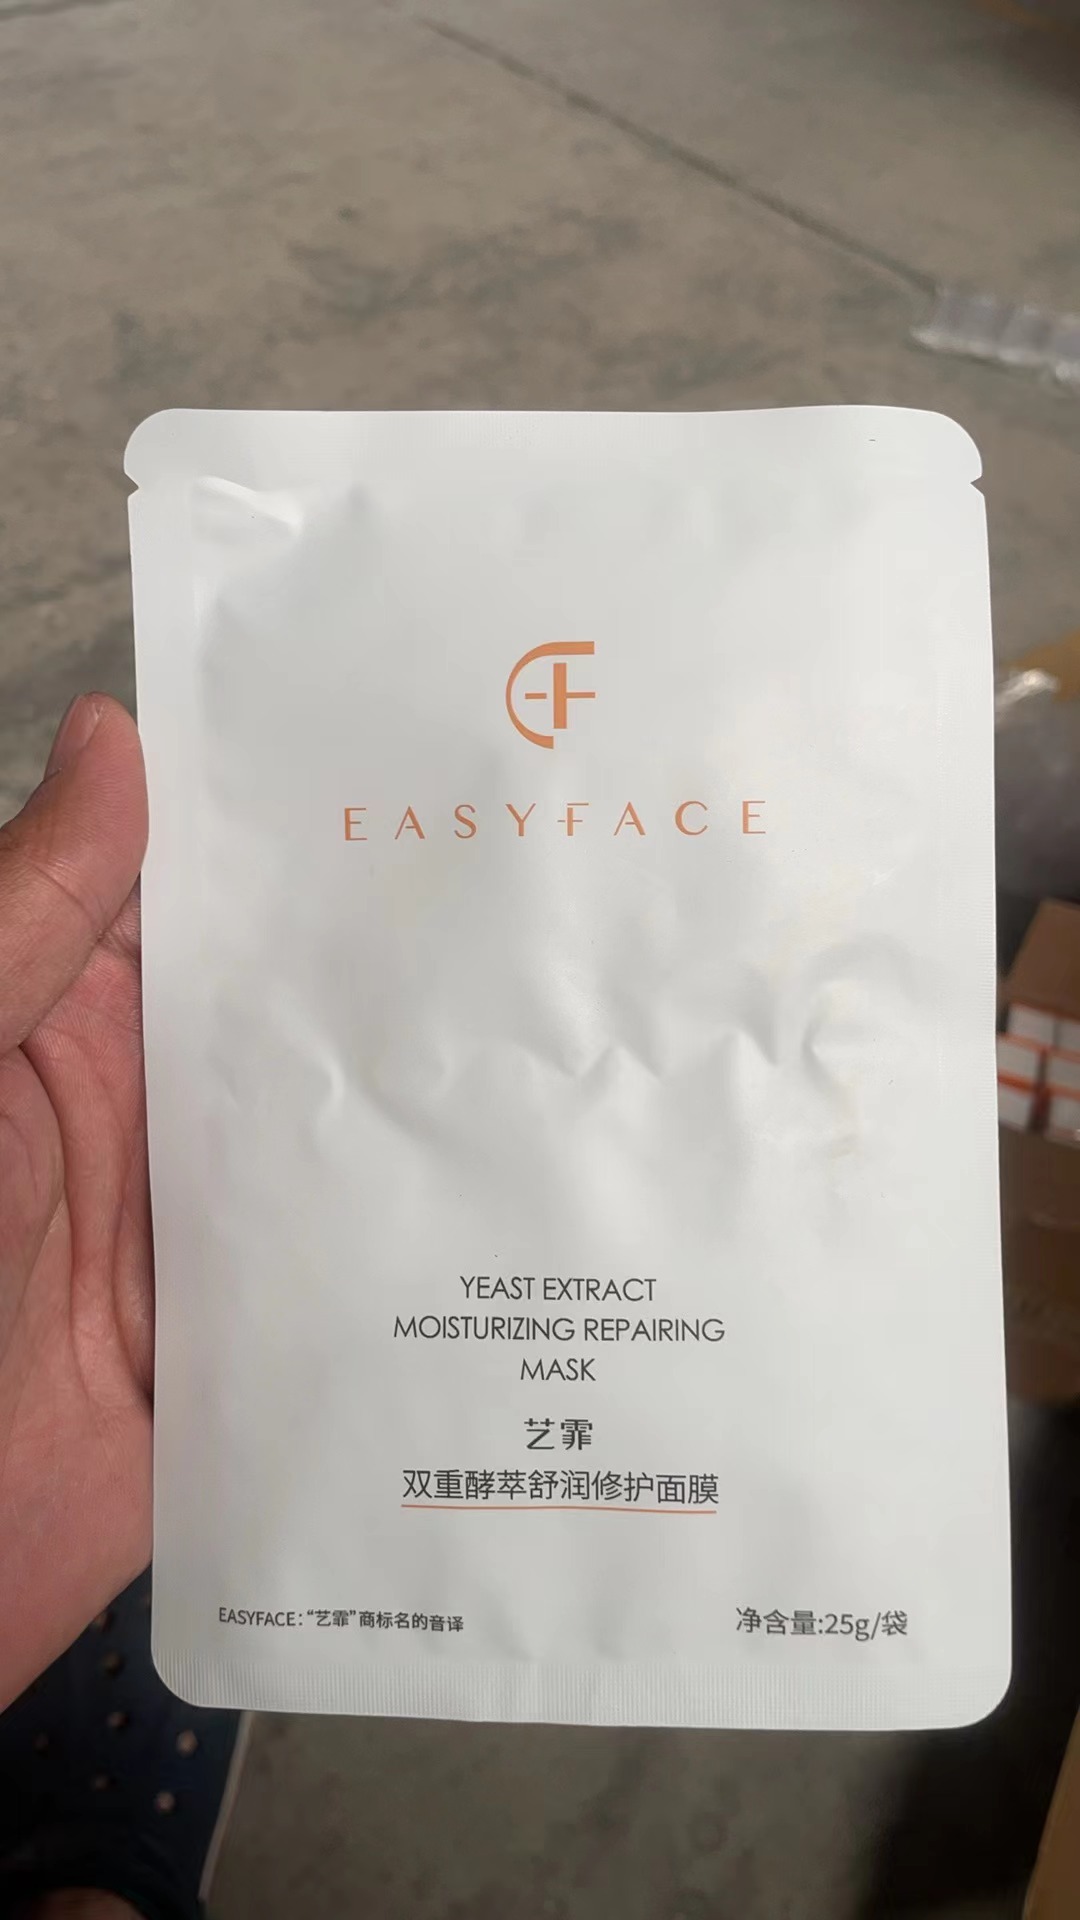 EASYFACE
YEAST EXTRACT
MOISTURIZING REPAIRING
MASK
艺霏
双重酵萃舒润修护面膜
EASYFACE:“艺霏”商标名的音译
净含量:25g/袋